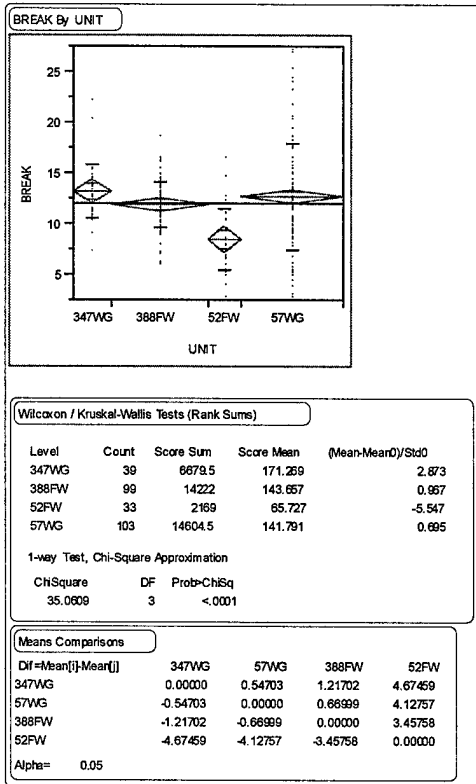 BREAK By UNIT
25
20
15
10
5
BREAK
347WG 388FW 52FW 57WG
UNIT
Wilcoxon / Kruskal-Wallis Tests (Rank Sums)
Level Count Score Sum Score Mean (Mean-Mean0)/Std0
347WG 39 6679.5 171.269 2.873
388FW 99 14222 143.657 0.967
52FW 33 2169 65.727 -5.547
57WG 103 14604.5 141.791 0.695
1-way Test, Chi-Square Approximation
ChiSquare DF Prob>ChiSq
35.0609 3 <.0001
Means Comparisons
Dif=Mean[i]-Mean[j] 347WG 57WG 388FW 52FW
347WG 0.00000 0.54703 1.21702 4.67459
57WG -0.54703 0.00000 0.66999 4.12757
388FW -1.21702 -0.66999 0.00000 3.45758
52FW -4.67459 -4.12757 -3.45758 0.00000
Alpha= 0.05